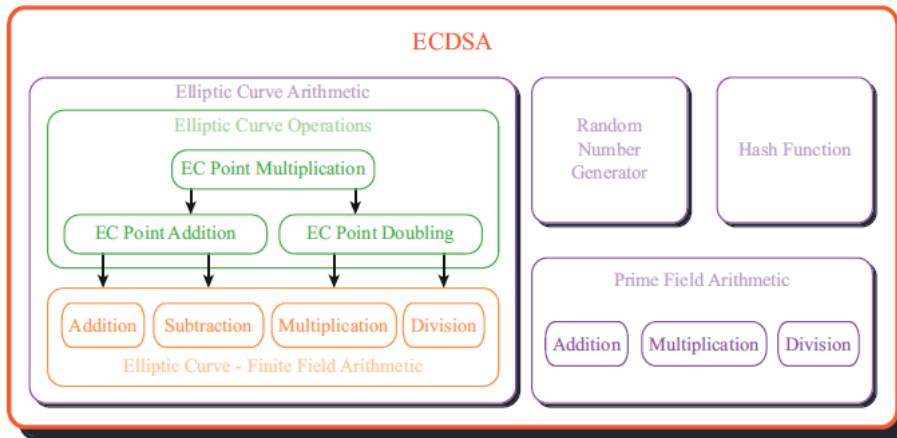 ECDSA
Elliptic Curve Arithmetic
Elliptic Curve Operations
EC Point Multiplication
EC Point Addition
EC Point Doubling
Addition
Subtraction
Multiplication
Division
Elliptic Curve - Finite Field Arithmetic
Random
Number
Generator
Hash Function
Prime Field Arithmetic
Addition
Multiplication
Division